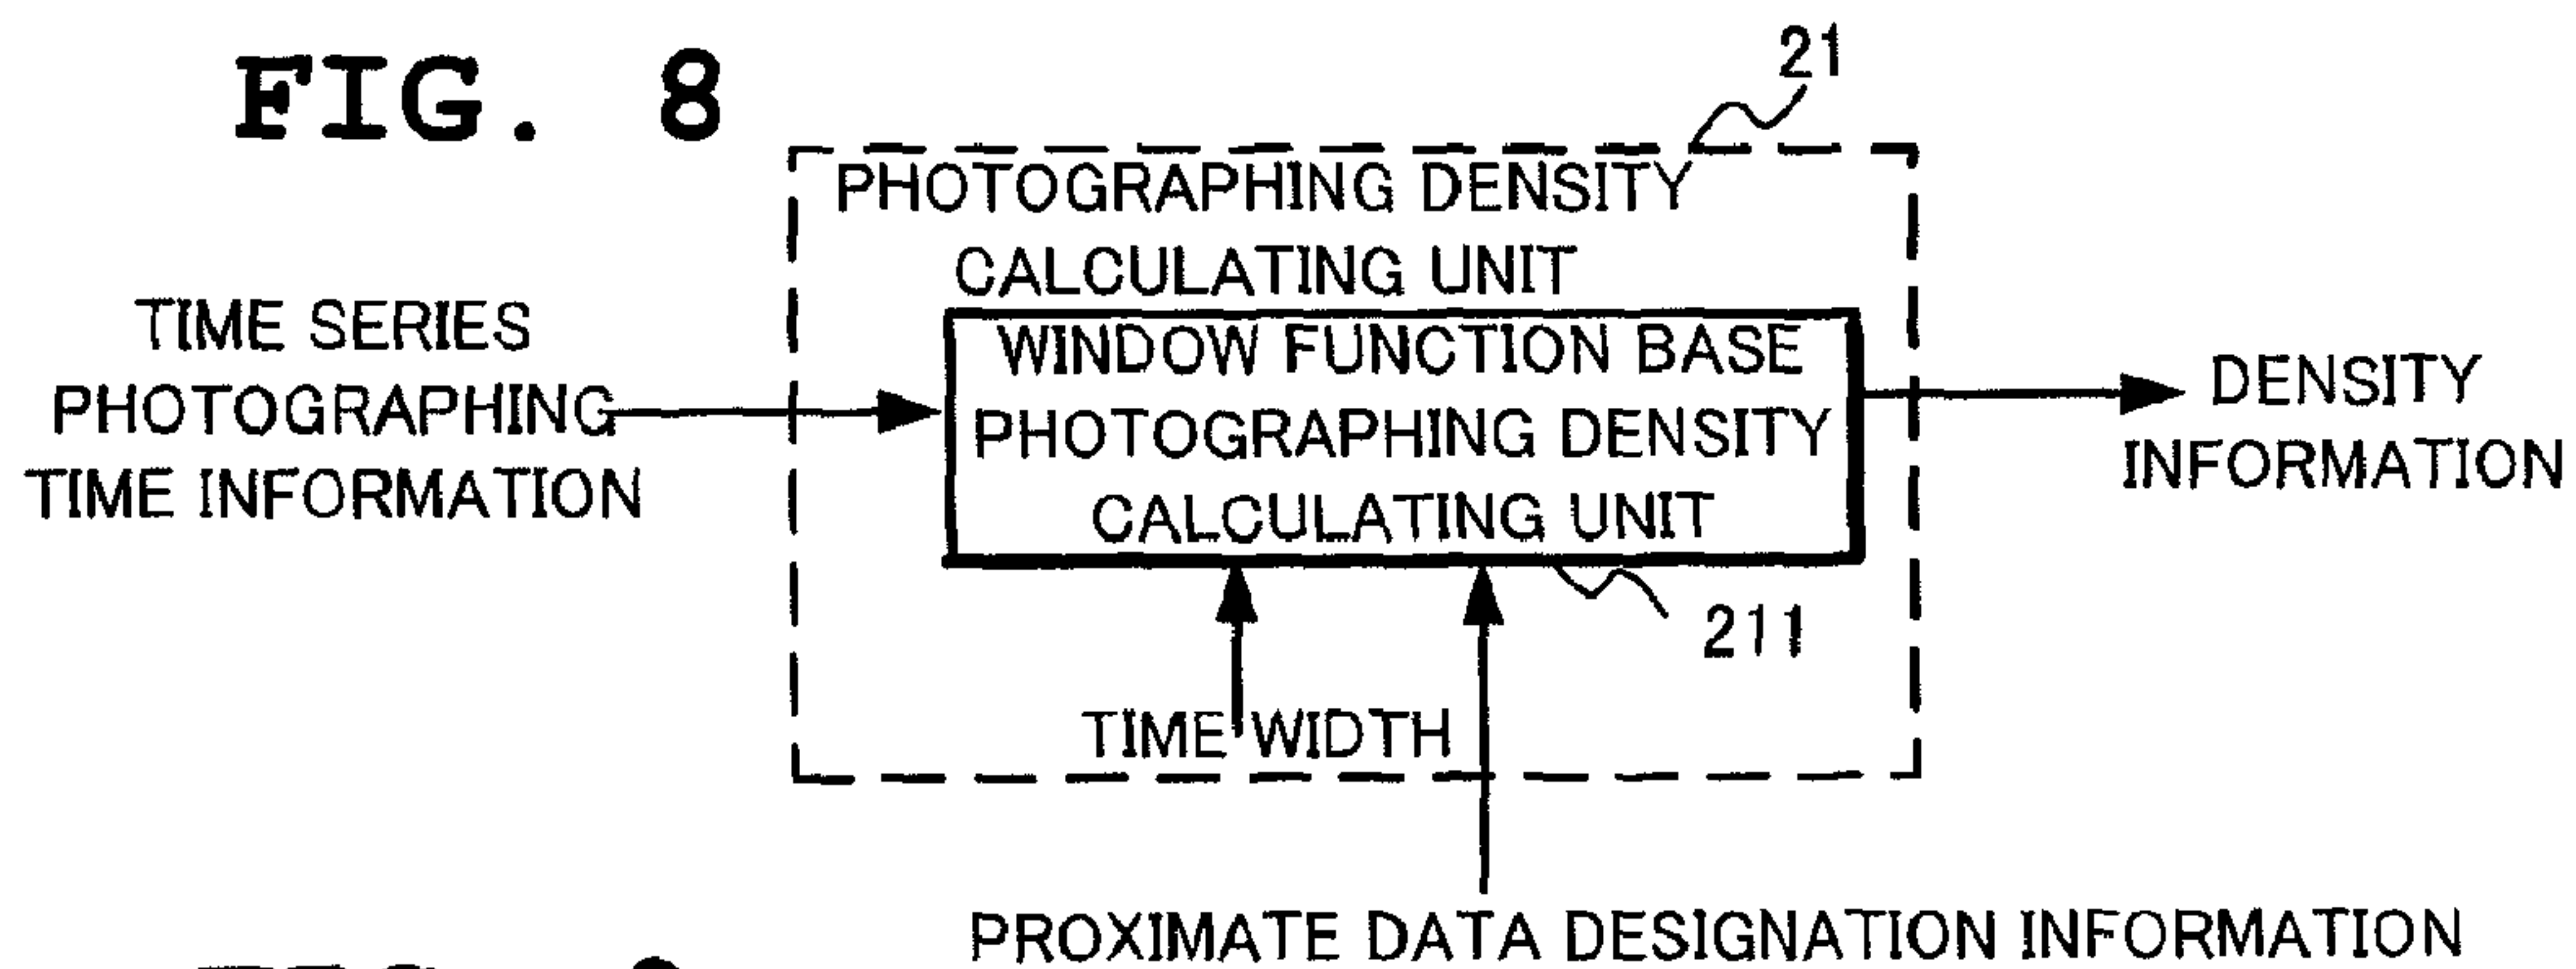 FIG. 8
21
PHOTOGRAPHING DENSITY
CALCULATING UNIT
TIME SERIES
PHOTOGRAPHING
TIME INFORMATION
WINDOW FUNCTION BASE
PHOTOGRAPHING DENSITY
CALCULATING UNIT
DENSITY
INFORMATION
211
TIME WIDTH
PROXIMATE DATA DESIGNATION INFORMATION